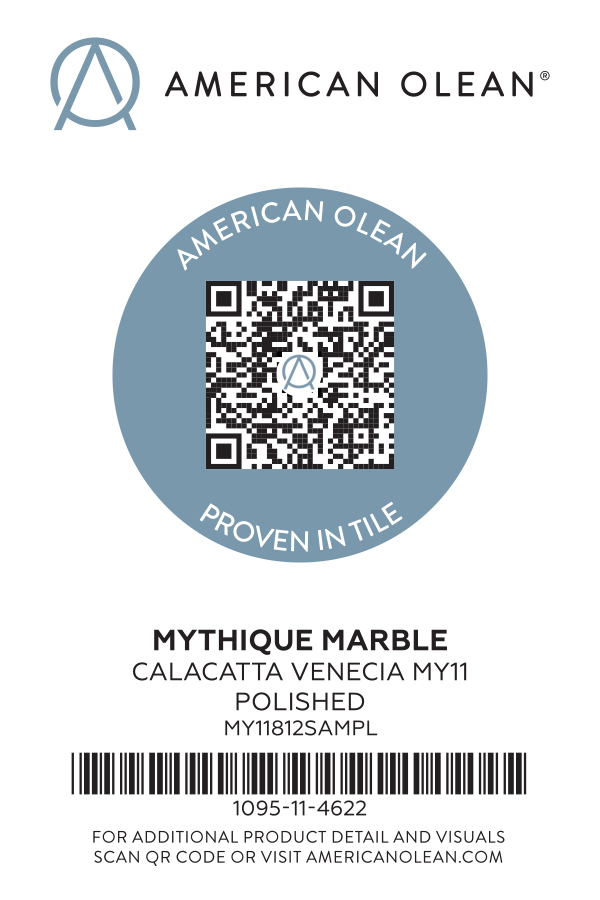 AMERICAN OLEAN®
AMERICAN OLEAN
PROVEN IN TILE
MYTHIQUE MARBLE
CALACATTA VENECIA MY11
POLISHED
MY11812SAMPL
1095-11-4622
FOR ADDITIONAL PRODUCT DETAIL AND VISUALS
SCAN QR CODE OR VISIT AMERICANOLEAN.COM